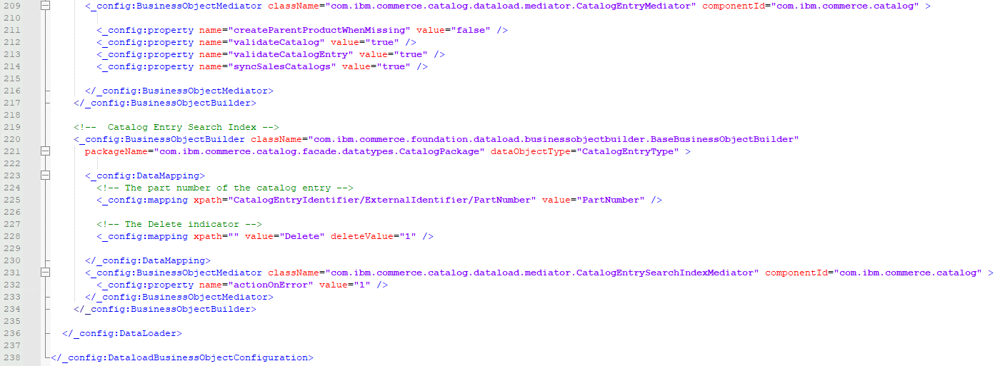 209 <_config:BusinessObjectMediator className="com.ibm.commerce.catalog.dataload.mediator.CatalogEntryMediator" componentId="com.ibm.commerce.catalog" >
210
211 <_config:property name="createParentProductWhenMissing" value="false" />
212 <_config:property name="validateCatalog" value="true" />
213 <_config:property name="validateCatalogEntry" value="true" />
214 <_config:property name="syncSalesCatalogs" value="true" />
215
216 </_config:BusinessObjectMediator>
217 </_config:BusinessObjectBuilder>
218
219 <!--  Catalog Entry Search Index -->
220 <_config:BusinessObjectBuilder className="com.ibm.commerce.foundation.dataload.businessobjectbuilder.BaseBusinessObjectBuilder"
221 packageName="com.ibm.commerce.catalog.facade.datatypes.CatalogPackage" dataObjectType="CatalogEntryType" >
222
223 <_config:DataMapping>
224 <!-- The part number of the catalog entry -->
225 <_config:mapping xpath="CatalogEntryIdentifier/ExternalIdentifier/PartNumber" value="PartNumber" />
226
227 <!-- The Delete indicator -->
228 <_config:mapping xpath="" value="Delete" deleteValue="1" />
229
230 </_config:DataMapping>
231 <_config:BusinessObjectMediator className="com.ibm.commerce.catalog.dataload.mediator.CatalogEntrySearchIndexMediator" componentId="com.ibm.commerce.catalog" >
232 <_config:property name="actionOnError" value="1" />
233 </_config:BusinessObjectMediator>
234 </_config:BusinessObjectBuilder>
235
236 </_config:DataLoader>
237
238 </_config:DataloadBusinessObjectConfiguration>